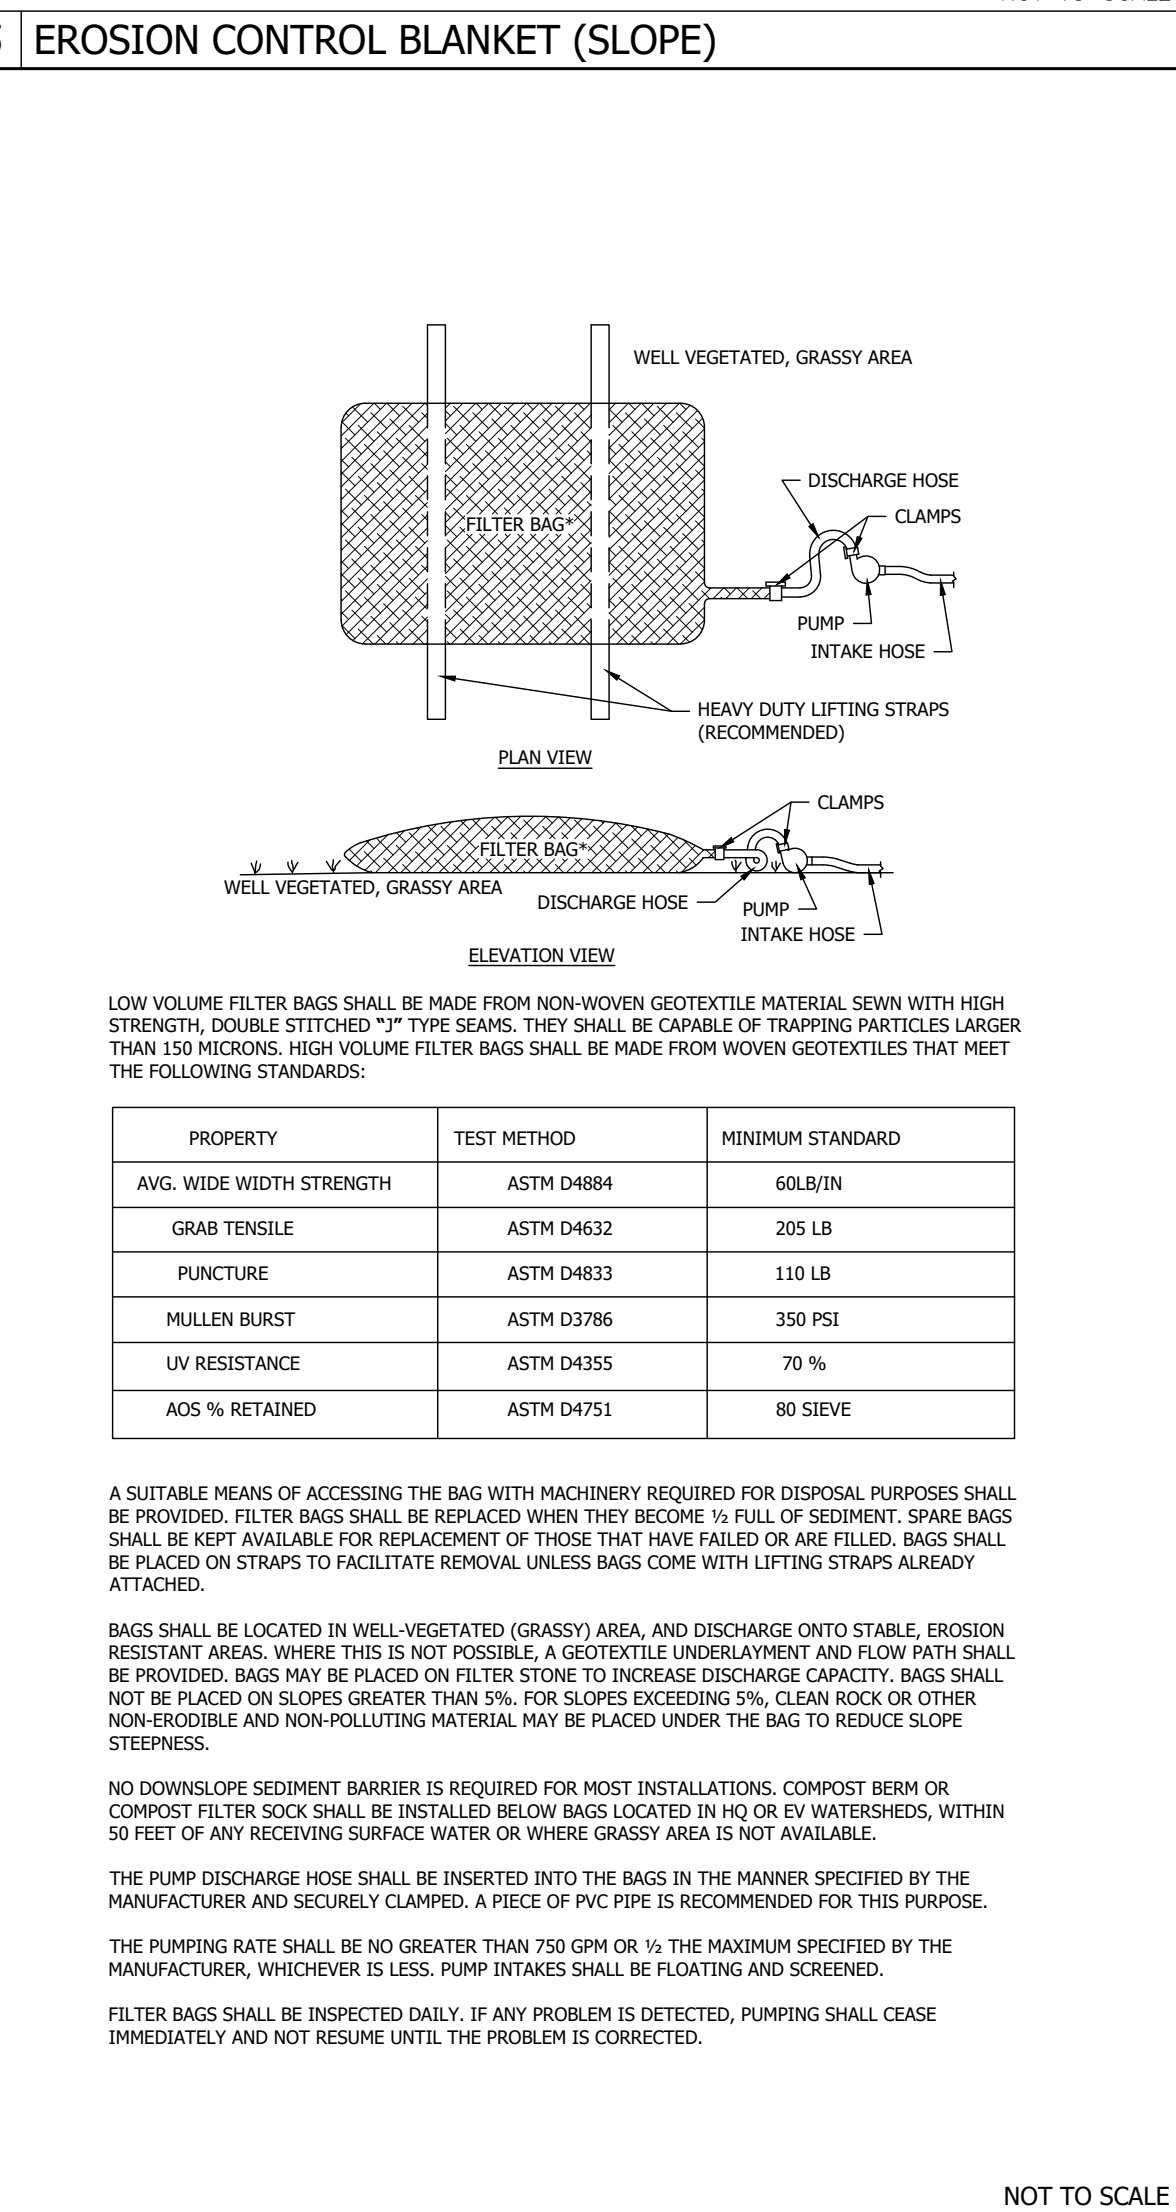 EROSION CONTROL BLANKET (SLOPE)
WELL VEGETATED, GRASSY AREA
DISCHARGE HOSE
CLAMPS
FILTER BAG*
PUMP
INTAKE HOSE
HEAVY DUTY LIFTING STRAPS
(RECOMMENDED)
PLAN VIEW
CLAMPS
FILTER BAG*
WELL VEGETATED, GRASSY AREA
DISCHARGE HOSE
PUMP
INTAKE HOSE
ELEVATION VIEW
LOW VOLUME FILTER BAGS SHALL BE MADE FROM NON-WOVEN GEOTEXTILE MATERIAL SEWN WITH HIGH
STRENGTH, DOUBLE STITCHED “J” TYPE SEAMS. THEY SHALL BE CAPABLE OF TRAPPING PARTICLES LARGER
THAN 150 MICRONS. HIGH VOLUME FILTER BAGS SHALL BE MADE FROM WOVEN GEOTEXTILES THAT MEET
THE FOLLOWING STANDARDS:
PROPERTY TEST METHOD MINIMUM STANDARD
AVG. WIDE WIDTH STRENGTH ASTM D4884 60LB/IN
GRAB TENSILE ASTM D4632 205 LB
PUNCTURE ASTM D4833 110 LB
MULLEN BURST ASTM D3786 350 PSI
UV RESISTANCE ASTM D4355 70 %
AOS % RETAINED ASTM D4751 80 SIEVE
A SUITABLE MEANS OF ACCESSING THE BAG WITH MACHINERY REQUIRED FOR DISPOSAL PURPOSES SHALL
BE PROVIDED. FILTER BAGS SHALL BE REPLACED WHEN THEY BECOME ½ FULL OF SEDIMENT. SPARE BAGS
SHALL BE KEPT AVAILABLE FOR REPLACEMENT OF THOSE THAT HAVE FAILED OR ARE FILLED. BAGS SHALL
BE PLACED ON STRAPS TO FACILITATE REMOVAL UNLESS BAGS COME WITH LIFTING STRAPS ALREADY
ATTACHED.
BAGS SHALL BE LOCATED IN WELL-VEGETATED (GRASSY) AREA, AND DISCHARGE ONTO STABLE, EROSION
RESISTANT AREAS. WHERE THIS IS NOT POSSIBLE, A GEOTEXTILE UNDERLAYMENT AND FLOW PATH SHALL
BE PROVIDED. BAGS MAY BE PLACED ON FILTER STONE TO INCREASE DISCHARGE CAPACITY. BAGS SHALL
NOT BE PLACED ON SLOPES GREATER THAN 5%. FOR SLOPES EXCEEDING 5%, CLEAN ROCK OR OTHER
NON-ERODIBLE AND NON-POLLUTING MATERIAL MAY BE PLACED UNDER THE BAG TO REDUCE SLOPE
STEEPNESS.
NO DOWNSLOPE SEDIMENT BARRIER IS REQUIRED FOR MOST INSTALLATIONS. COMPOST BERM OR
COMPOST FILTER SOCK SHALL BE INSTALLED BELOW BAGS LOCATED IN HQ OR EV WATERSHEDS, WITHIN
50 FEET OF ANY RECEIVING SURFACE WATER OR WHERE GRASSY AREA IS NOT AVAILABLE.
THE PUMP DISCHARGE HOSE SHALL BE INSERTED INTO THE BAGS IN THE MANNER SPECIFIED BY THE
MANUFACTURER AND SECURELY CLAMPED. A PIECE OF PVC PIPE IS RECOMMENDED FOR THIS PURPOSE.
THE PUMPING RATE SHALL BE NO GREATER THAN 750 GPM OR ½ THE MAXIMUM SPECIFIED BY THE
MANUFACTURER, WHICHEVER IS LESS. PUMP INTAKES SHALL BE FLOATING AND SCREENED.
FILTER BAGS SHALL BE INSPECTED DAILY. IF ANY PROBLEM IS DETECTED, PUMPING SHALL CEASE
IMMEDIATELY AND NOT RESUME UNTIL THE PROBLEM IS CORRECTED.
NOT TO SCALE